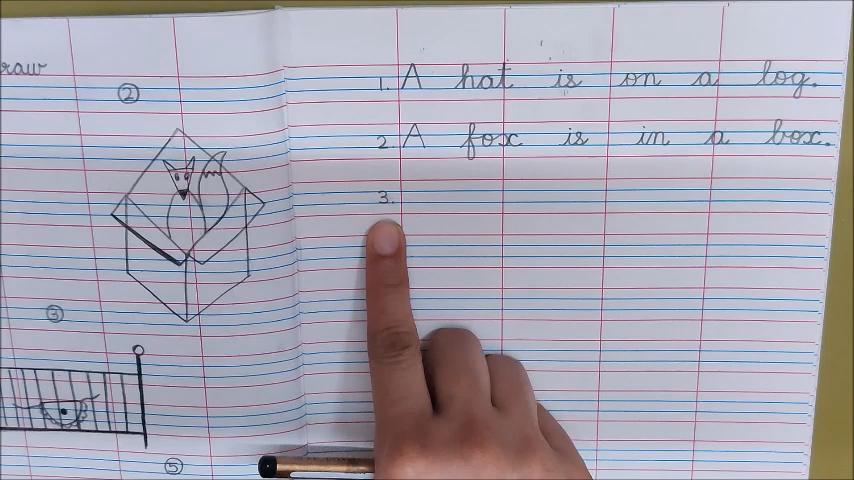 raw
②
③
⑤
1. A hat is on a log.
2. A fox is in a box.
3.